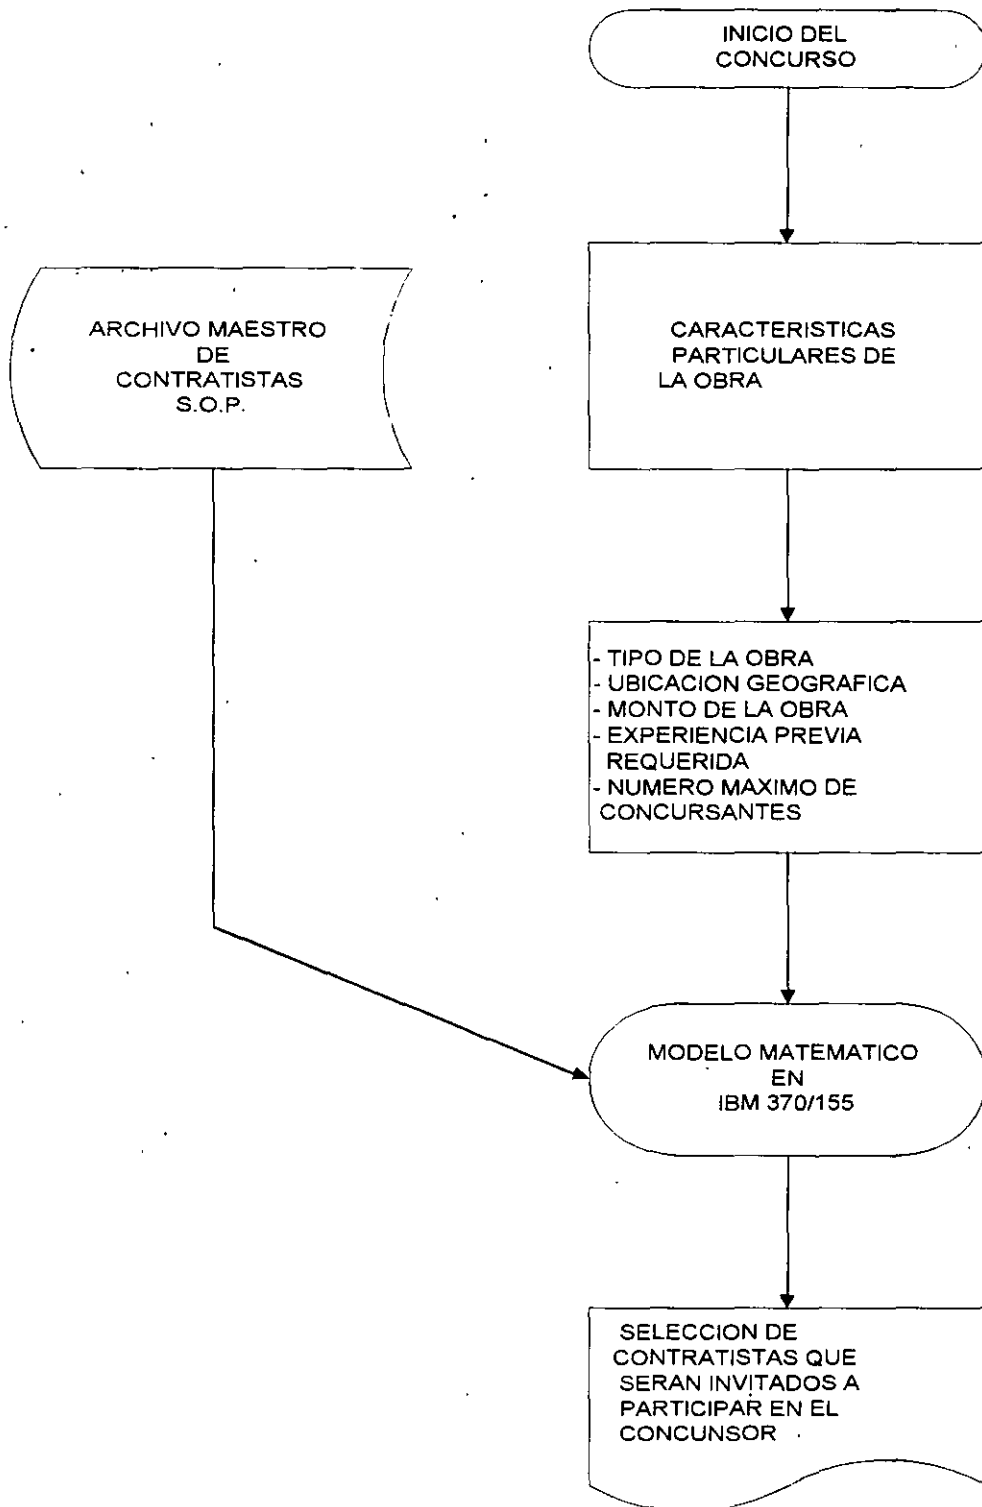 INICIO DEL
CONCURSO
ARCHIVO MAESTRO
DE
CONTRATISTAS
S.O.P.
CARACTERISTICAS
PARTICULARES DE
LA OBRA
- TIPO DE LA OBRA
- UBICACION GEOGRAFICA
- MONTO DE LA OBRA
- EXPERIENCIA PREVIA
REQUERIDA
- NUMERO MAXIMO DE
CONCURSANTES
MODELO MATEMATICO
EN
IBM 370/155
SELECCION DE
CONTRATISTAS QUE
SERAN INVITADOS A
PARTICIPAR EN EL
CONCUNSOR